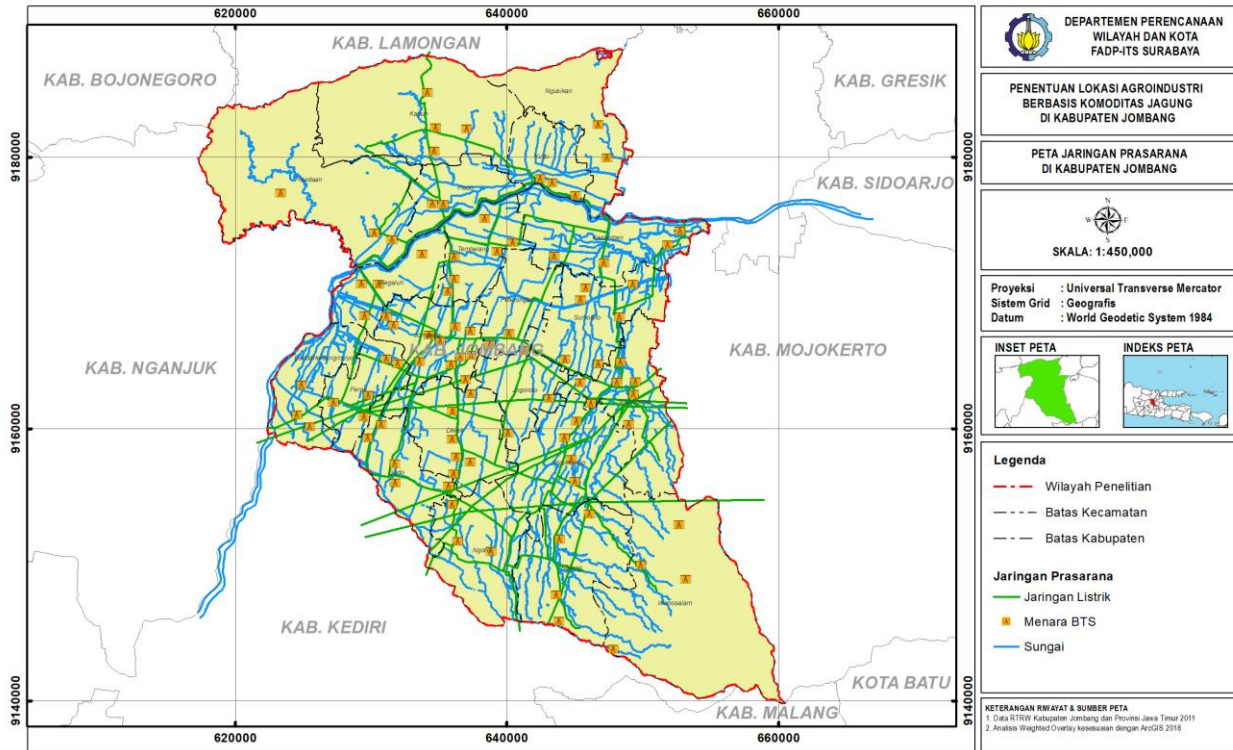 620000
640000
660000
KAB. LAMONGAN
KAB. BOJONEGORO
KAB. GRESIK
Ngusikan
9180000
9180000
KAB. SIDOARJO
Tembelang
KAB. JOMBANG
KAB. MOJOKERTO
KAB. NGANJUK
9160000
9160000
KAB. KEDIRI
Wonosalam
KOTA BATU
KAB. MALANG
9140000
9140000
620000
640000
660000
DEPARTEMEN PERENCANAAN
WILAYAH DAN KOTA
FADP-ITS SURABAYA
PENENTUAN LOKASI AGROINDUSTRI
BERBASIS KOMODITAS JAGUNG
DI KABUPATEN JOMBANG
PETA JARINGAN PRASARANA
DI KABUPATEN JOMBANG
N
W E
S
SKALA: 1:450,000
Proyeksi : Universal Transverse Mercator
Sistem Grid : Geografis
Datum : World Geodetic System 1984
INSET PETA
INDEKS PETA
Legenda
Wilayah Penelitian
Batas Kecamatan
Batas Kabupaten
Jaringan Prasarana
Jaringan Listrik
Menara BTS
Sungai
KETERANGAN RIWAYAT & SUMBER PETA
1. Data RTRW Kabupaten Jombang dan Provinsi Jawa Timur 2011
2. Analisis Weighted Overlay kesesuaian dengan ArcGIS 2018